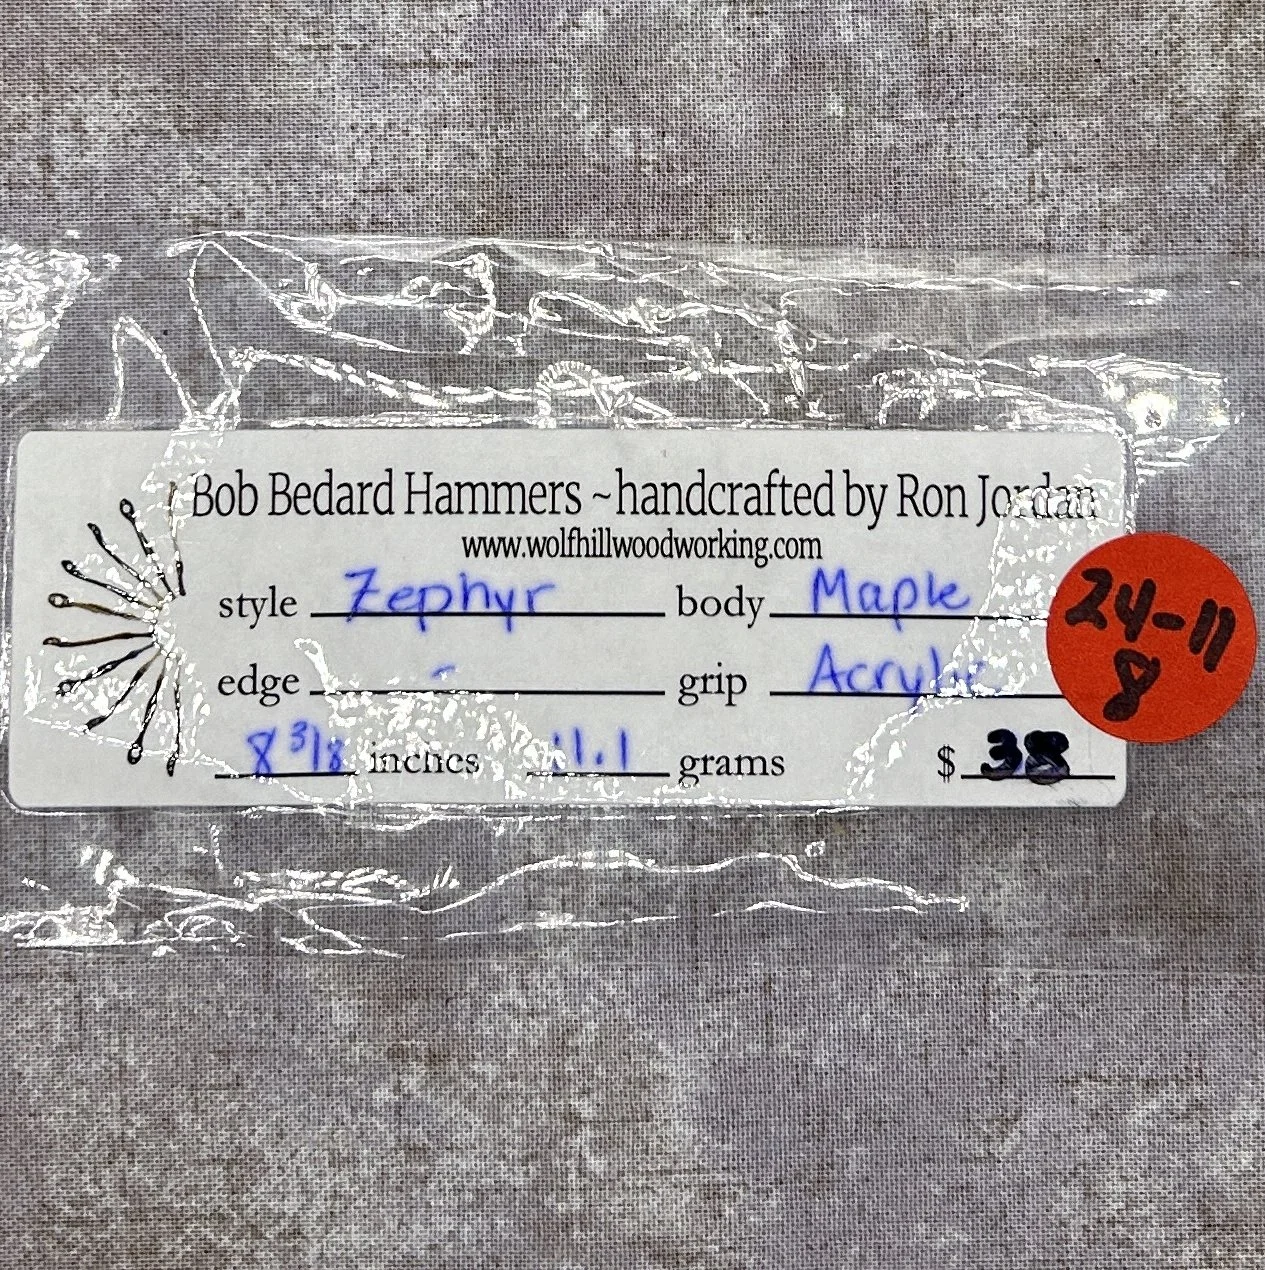 Bob Bedard Hammers ~ handcrafted by Ron Jordan
www.wolfhillwoodworking.com
style Zephyr body Maple
edge - grip Acrylic
8 3/8 inches 11.1 grams $ 38
24-11
8